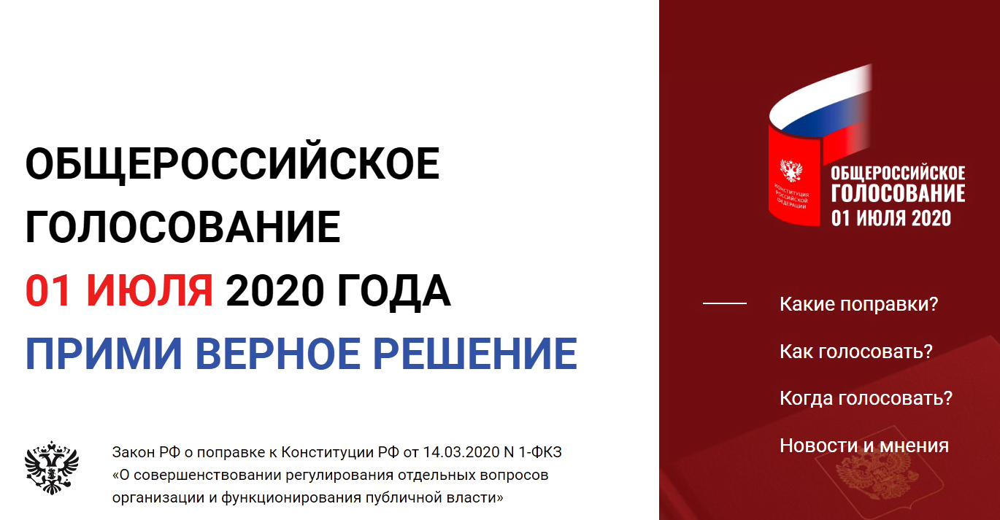 ОБЩЕРОССИЙСКОЕ
ГОЛОСОВАНИЕ
01 ИЮЛЯ 2020 ГОДА
ПРИМИ ВЕРНОЕ РЕШЕНИЕ
Закон РФ о поправке к Конституции РФ от 14.03.2020 N 1-ФКЗ
«О совершенствовании регулирования отдельных вопросов
организации и функционирования публичной власти»
КОНСТИТУЦИЯ
РОССИЙСКОЙ
ФЕДЕРАЦИИ
ОБЩЕРОССИЙСКОЕ
ГОЛОСОВАНИЕ
01 ИЮЛЯ 2020
Какие поправки?
Как голосовать?
Когда голосовать?
Новости и мнения